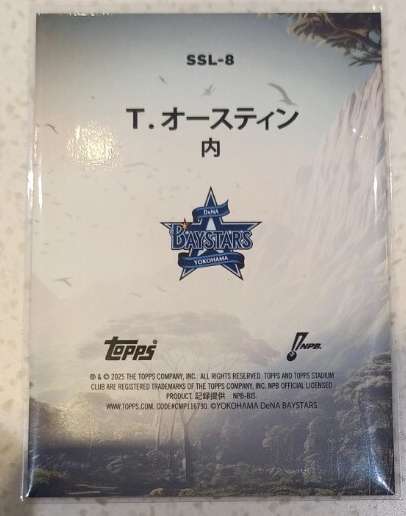 SSL-8
T.オースティン
内
DeNA
BAYSTARS
YOKOHAMA
TOPPS
NPB
® & © 2025 THE TOPPS COMPANY, INC. ALL RIGHTS RESERVED. TOPPS AND TOPPS STADIUM
CLUB ARE REGISTERED TRADEMARKS OF THE TOPPS COMPANY, INC. NPB OFFICIAL LICENSED
PRODUCT. 記録提供 NPB-BIS
WWW.TOPPS.COM. CODE#CMP116790. ©YOKOHAMA DeNA BAYSTARS